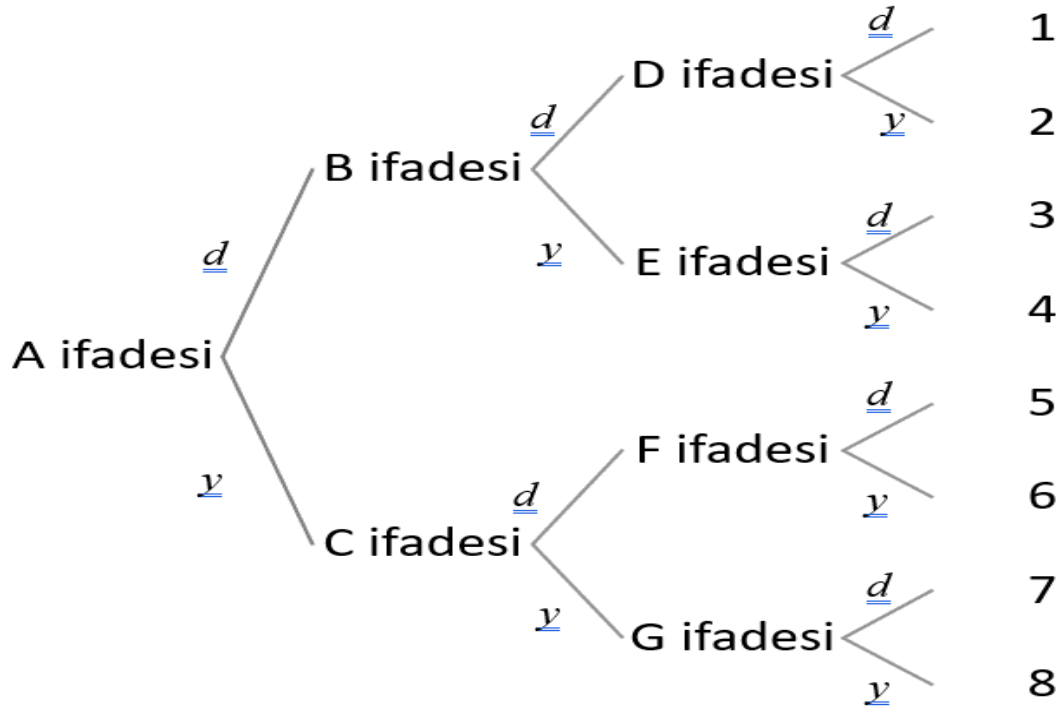 d 1
D ifadesi
d y 2
B ifadesi
d d 3
y E ifadesi
y 4
A ifadesi
d 5
y d F ifadesi
y 6
C ifadesi
d 7
y G ifadesi
y 8